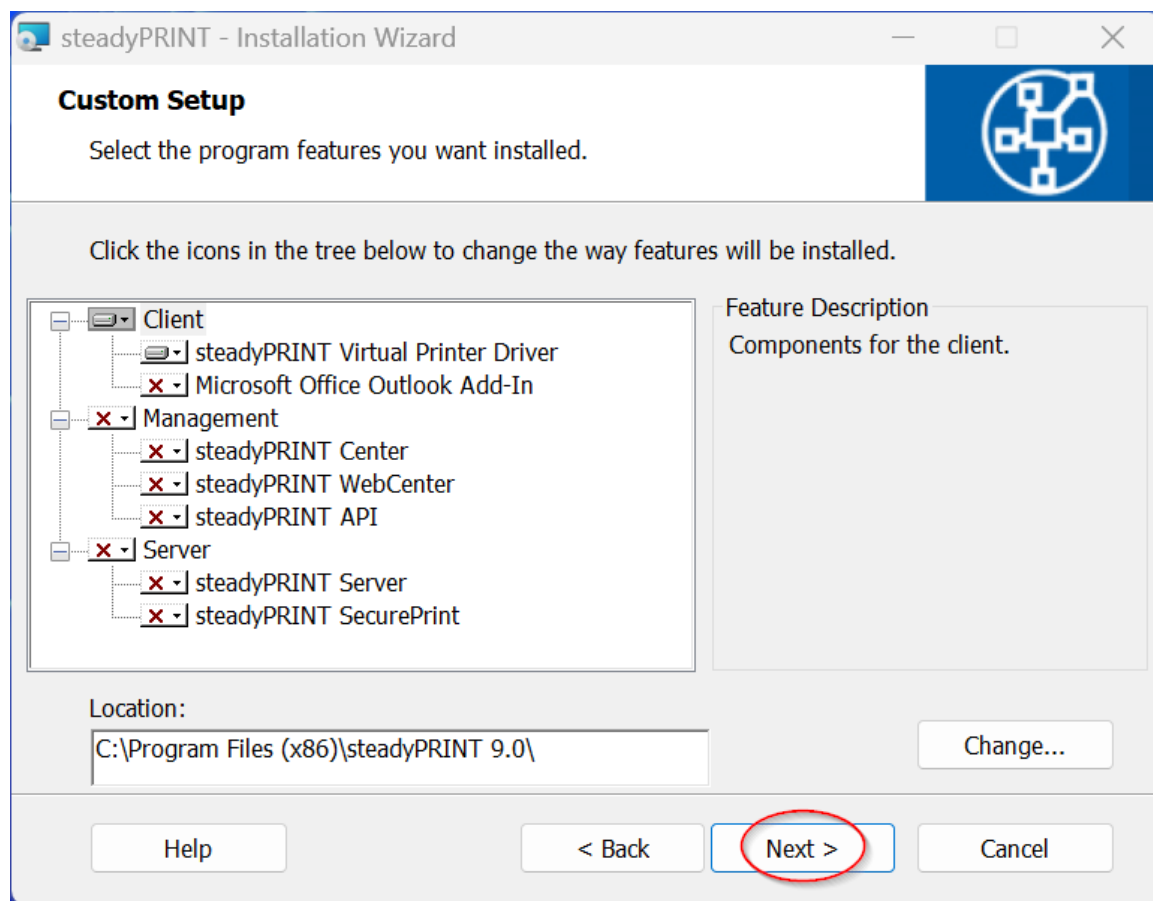 steadyPRINT - Installation Wizard
Custom Setup
Select the program features you want installed.
Click the icons in the tree below to change the way features will be installed.
Client
steadyPRINT Virtual Printer Driver
Microsoft Office Outlook Add-In
Management
steadyPRINT Center
steadyPRINT WebCenter
steadyPRINT API
Server
steadyPRINT Server
steadyPRINT SecurePrint
Feature Description
Components for the client.
Location:
C:\Program Files (x86)\steadyPRINT 9.0\
Change...
Help
< Back
Next >
Cancel